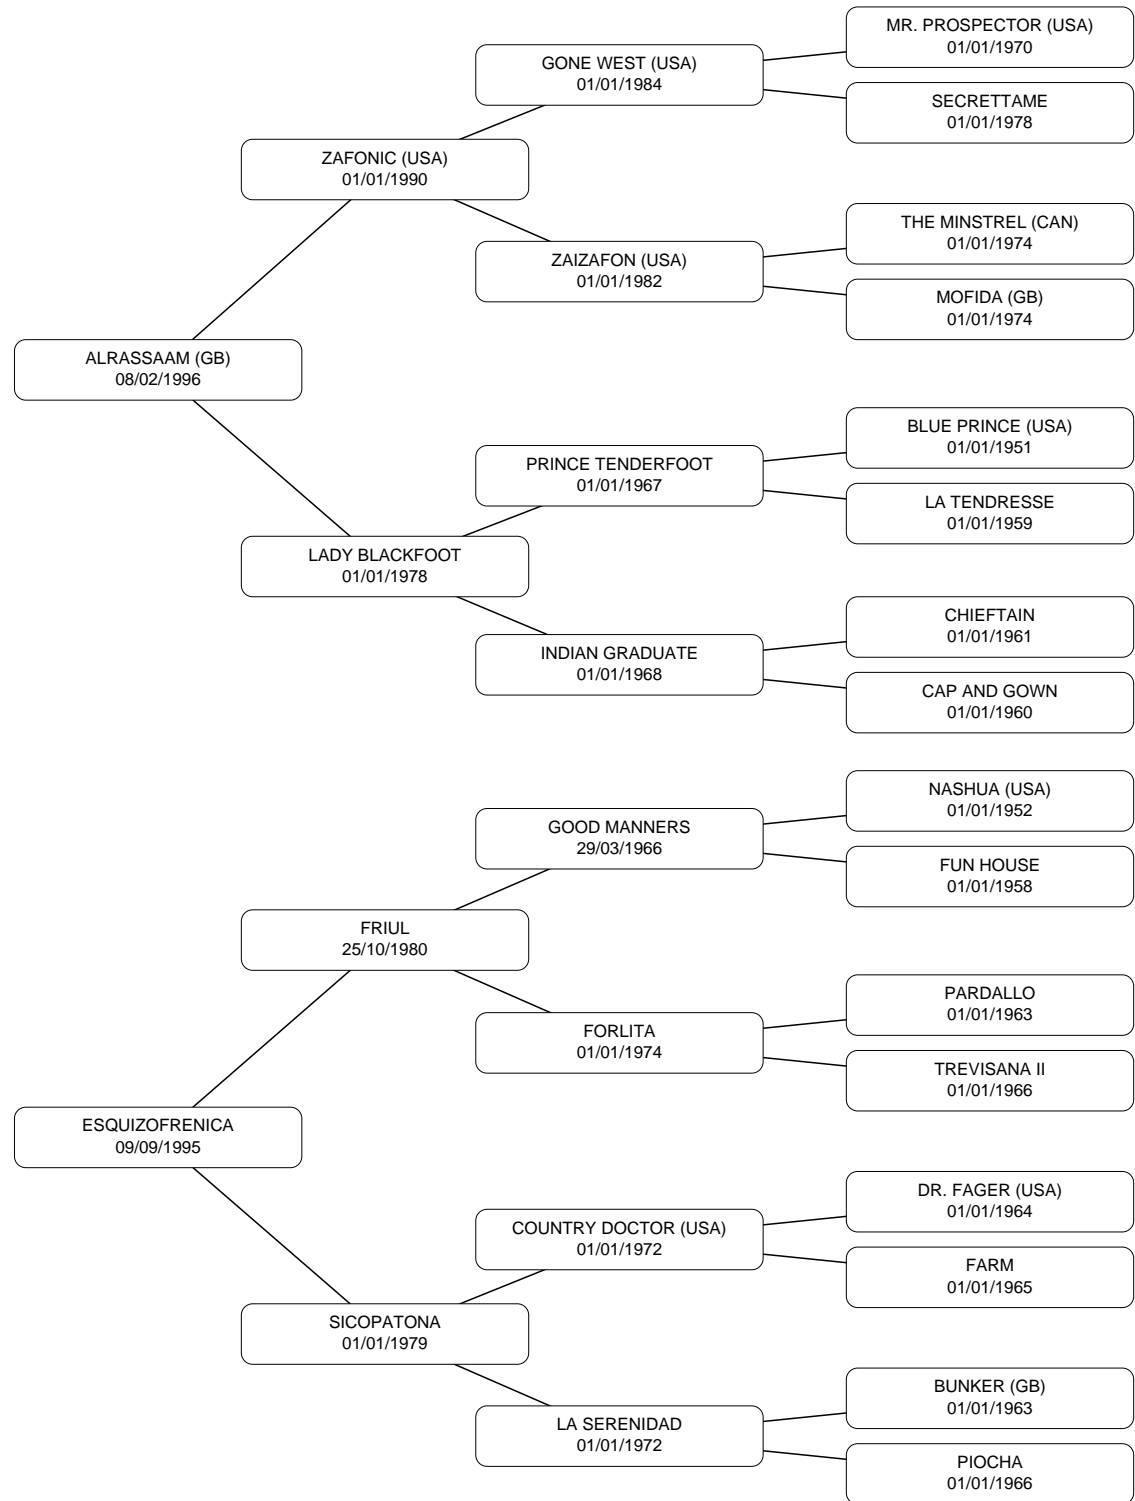 MR. PROSPECTOR (USA)
01/01/1970
GONE WEST (USA)
01/01/1984
SECRETTAME
01/01/1978
ZAFONIC (USA)
01/01/1990
THE MINSTREL (CAN)
01/01/1974
ZAIZAFON (USA)
01/01/1982
MOFIDA (GB)
01/01/1974
ALRASSAAM (GB)
08/02/1996
BLUE PRINCE (USA)
01/01/1951
PRINCE TENDERFOOT
01/01/1967
LA TENDRESSE
01/01/1959
LADY BLACKFOOT
01/01/1978
CHIEFTAIN
01/01/1961
INDIAN GRADUATE
01/01/1968
CAP AND GOWN
01/01/1960
NASHUA (USA)
01/01/1952
GOOD MANNERS
29/03/1966
FUN HOUSE
01/01/1958
FRIUL
25/10/1980
PARDALLO
01/01/1963
FORLITA
01/01/1974
TREVISANA II
01/01/1966
ESQUIZOFRENICA
09/09/1995
DR. FAGER (USA)
01/01/1964
COUNTRY DOCTOR (USA)
01/01/1972
FARM
01/01/1965
SICOPATONA
01/01/1979
BUNKER (GB)
01/01/1963
LA SERENIDAD
01/01/1972
PIOCHA
01/01/1966